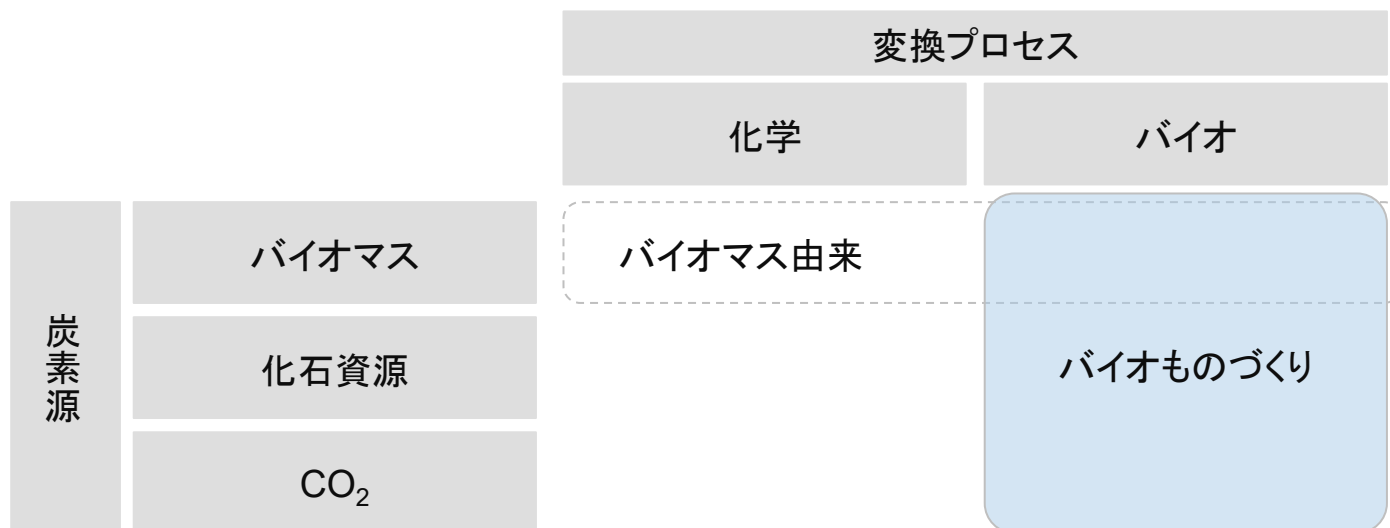 変換プロセス
化学
バイオ
炭素源
バイオマス
バイオマス由来
化石資源
バイオものづくり
CO₂